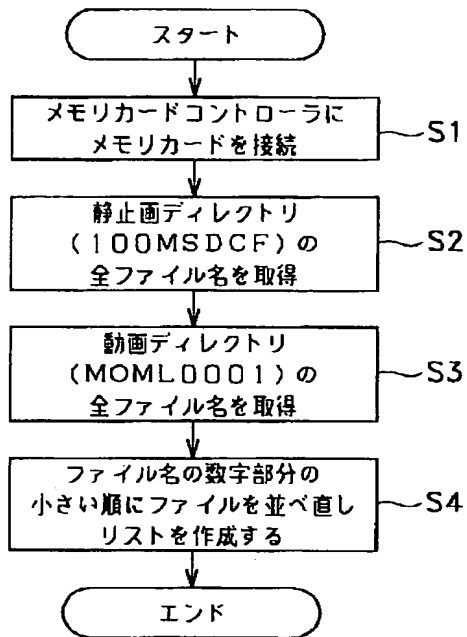 スタート
メモリカードコントローラに
メモリカードを接続
S1
静止画ディレクトリ
(100MSDCF)の
全ファイル名を取得
S2
動画ディレクトリ
(MOML0001)の
全ファイル名を取得
S3
ファイル名の数字部分の
小さい順にファイルを並べ直し
リストを作成する
S4
エンド